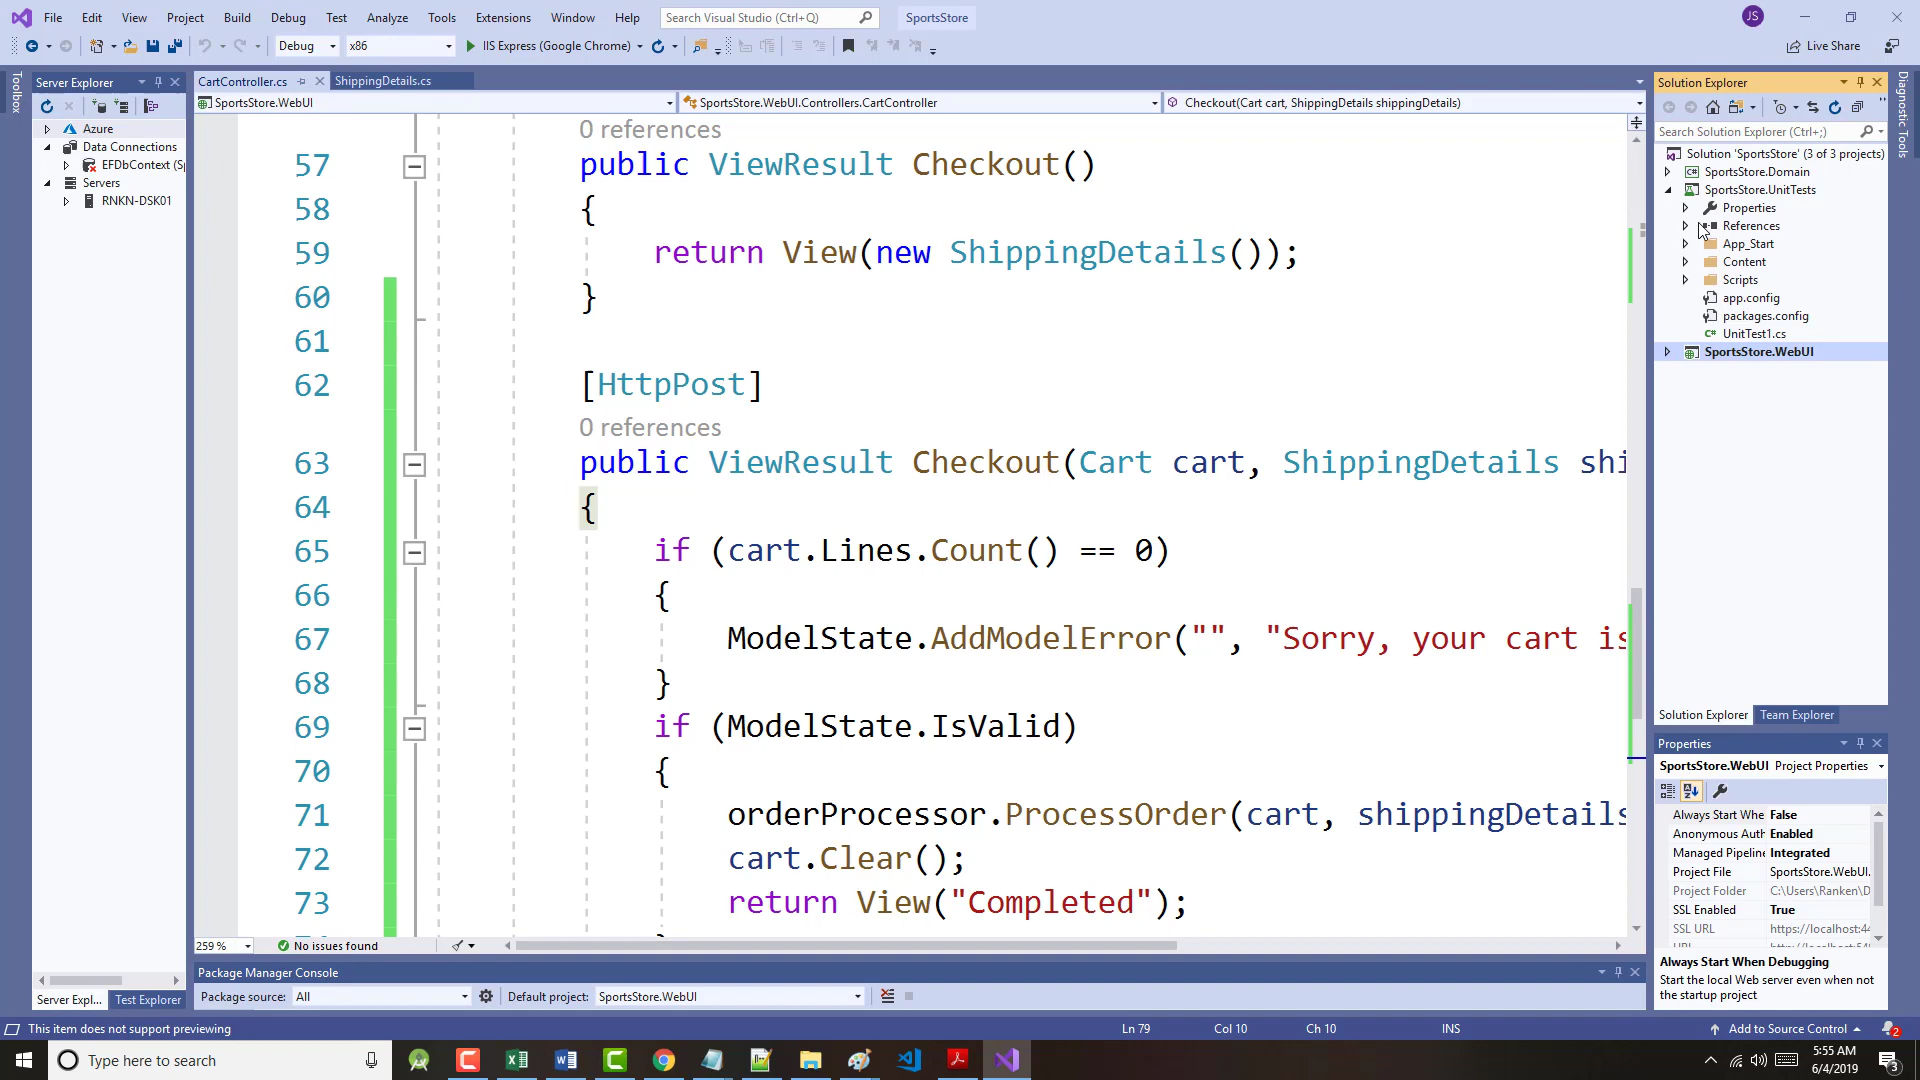 File Edit View Project Build Debug Test Analyze Tools Extensions Window Help Search Visual Studio (Ctrl+Q) SportsStore JS
Debug x86 IIS Express (Google Chrome) Live Share
Toolbox
Server Explorer
Azure
Data Connections
EFDbContext (Sp
Servers
RNKN-DSK01
Server Expl... Test Explorer
CartController.cs ShippingDetails.cs
SportsStore.WebUI SportsStore.WebUI.Controllers.CartController Checkout(Cart cart, ShippingDetails shippingDetails)
0 references
57 public ViewResult Checkout()
58 {
59 return View(new ShippingDetails());
60 }
61
62 [HttpPost]
0 references
63 public ViewResult Checkout(Cart cart, ShippingDetails shi
64 {
65 if (cart.Lines.Count() == 0)
66 {
67 ModelState.AddModelError("", "Sorry, your cart is
68 }
69 if (ModelState.IsValid)
70 {
71 orderProcessor.ProcessOrder(cart, shippingDetails
72 cart.Clear();
73 return View("Completed");
259 % No issues found
Package Manager Console
Package source: All Default project: SportsStore.WebUI
Solution Explorer
Search Solution Explorer (Ctrl+;)
Solution 'SportsStore' (3 of 3 projects)
SportsStore.Domain
SportsStore.UnitTests
Properties
References
App_Start
Content
Scripts
app.config
packages.config
UnitTest1.cs
SportsStore.WebUI
Solution Explorer Team Explorer
Properties
SportsStore.WebUI Project Properties
Always Start Whe False
Anonymous Auth Enabled
Managed Pipeline Integrated
Project File SportsStore.WebUI.
Project Folder C:\Users\Ranken\D
SSL Enabled True
SSL URL https://localhost:44
Always Start When Debugging
Start the local Web server even when not
the startup project
Diagnostic Tools
This item does not support previewing Ln 79 Col 10 Ch 10 INS Add to Source Control 2
Type here to search
5:55 AM
6/4/2019
3